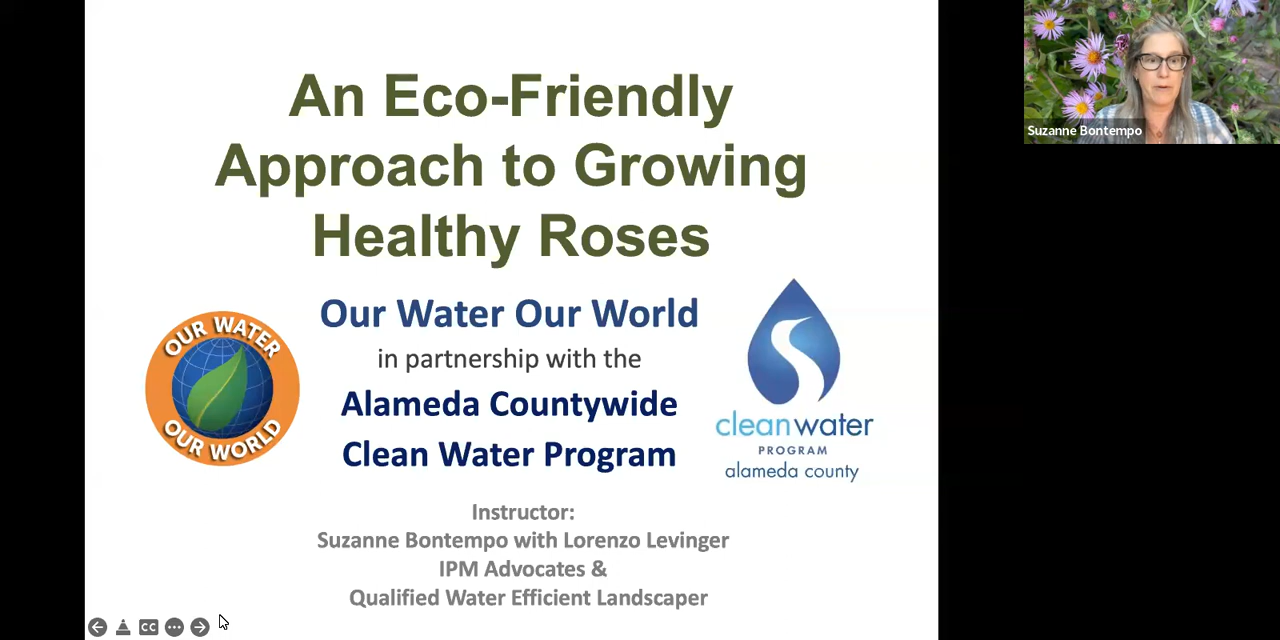 An Eco-Friendly
Approach to Growing
Healthy Roses
Our Water Our World
in partnership with the
Alameda Countywide
Clean Water Program
OUR WATER
OUR WORLD
cleanwater
PROGRAM
alameda county
Instructor:
Suzanne Bontempo with Lorenzo Levinger
IPM Advocates &
Qualified Water Efficient Landscaper
CC
Suzanne Bontempo